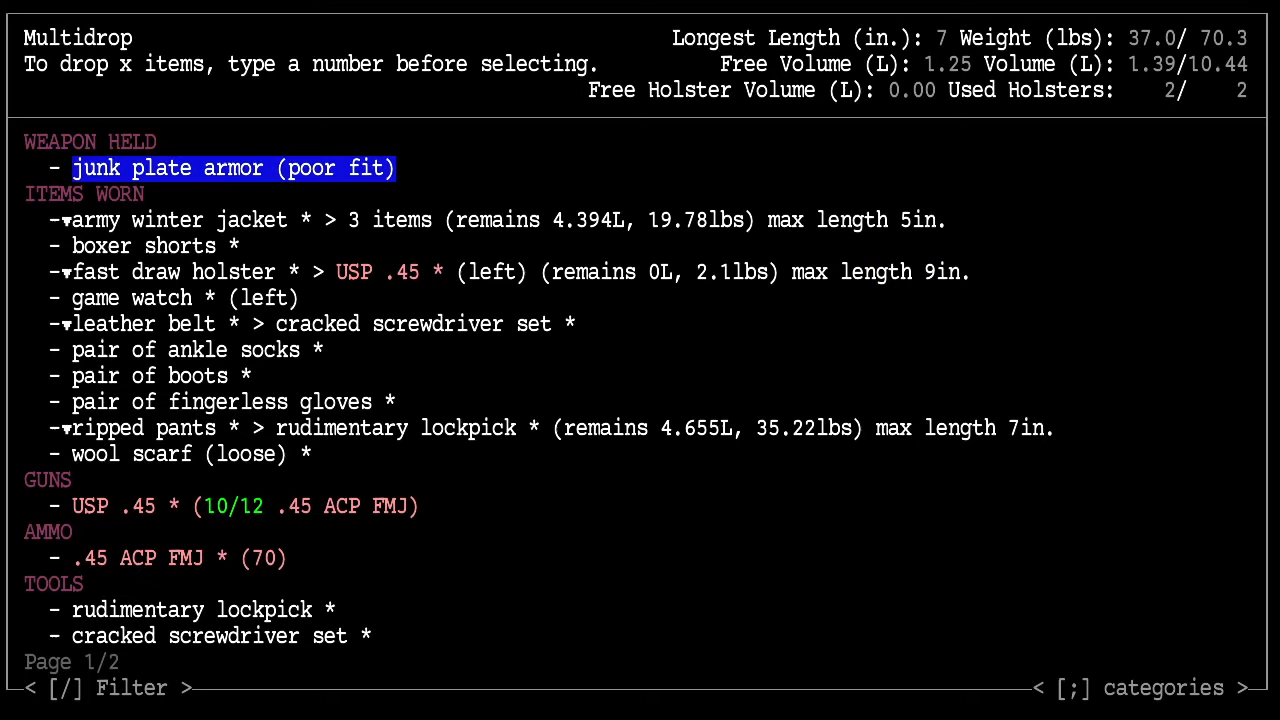 Multidrop Longest Length (in.): 7 Weight (lbs): 37.0/ 70.3
To drop x items, type a number before selecting. Free Volume (L): 1.25 Volume (L): 1.39/10.44
Free Holster Volume (L): 0.00 Used Holsters: 2/ 2
WEAPON HELD
- junk plate armor (poor fit)
ITEMS WORN
-▾army winter jacket * > 3 items (remains 4.394L, 19.78lbs) max length 5in.
- boxer shorts *
-▾fast draw holster * > USP .45 * (left) (remains 0L, 2.1lbs) max length 9in.
- game watch * (left)
-▾leather belt * > cracked screwdriver set *
- pair of ankle socks *
- pair of boots *
- pair of fingerless gloves *
-▾ripped pants * > rudimentary lockpick * (remains 4.655L, 35.22lbs) max length 7in.
- wool scarf (loose) *
GUNS
- USP .45 * (10/12 .45 ACP FMJ)
AMMO
- .45 ACP FMJ * (70)
TOOLS
- rudimentary lockpick *
- cracked screwdriver set *
Page 1/2
< [/] Filter > < [;] categories >